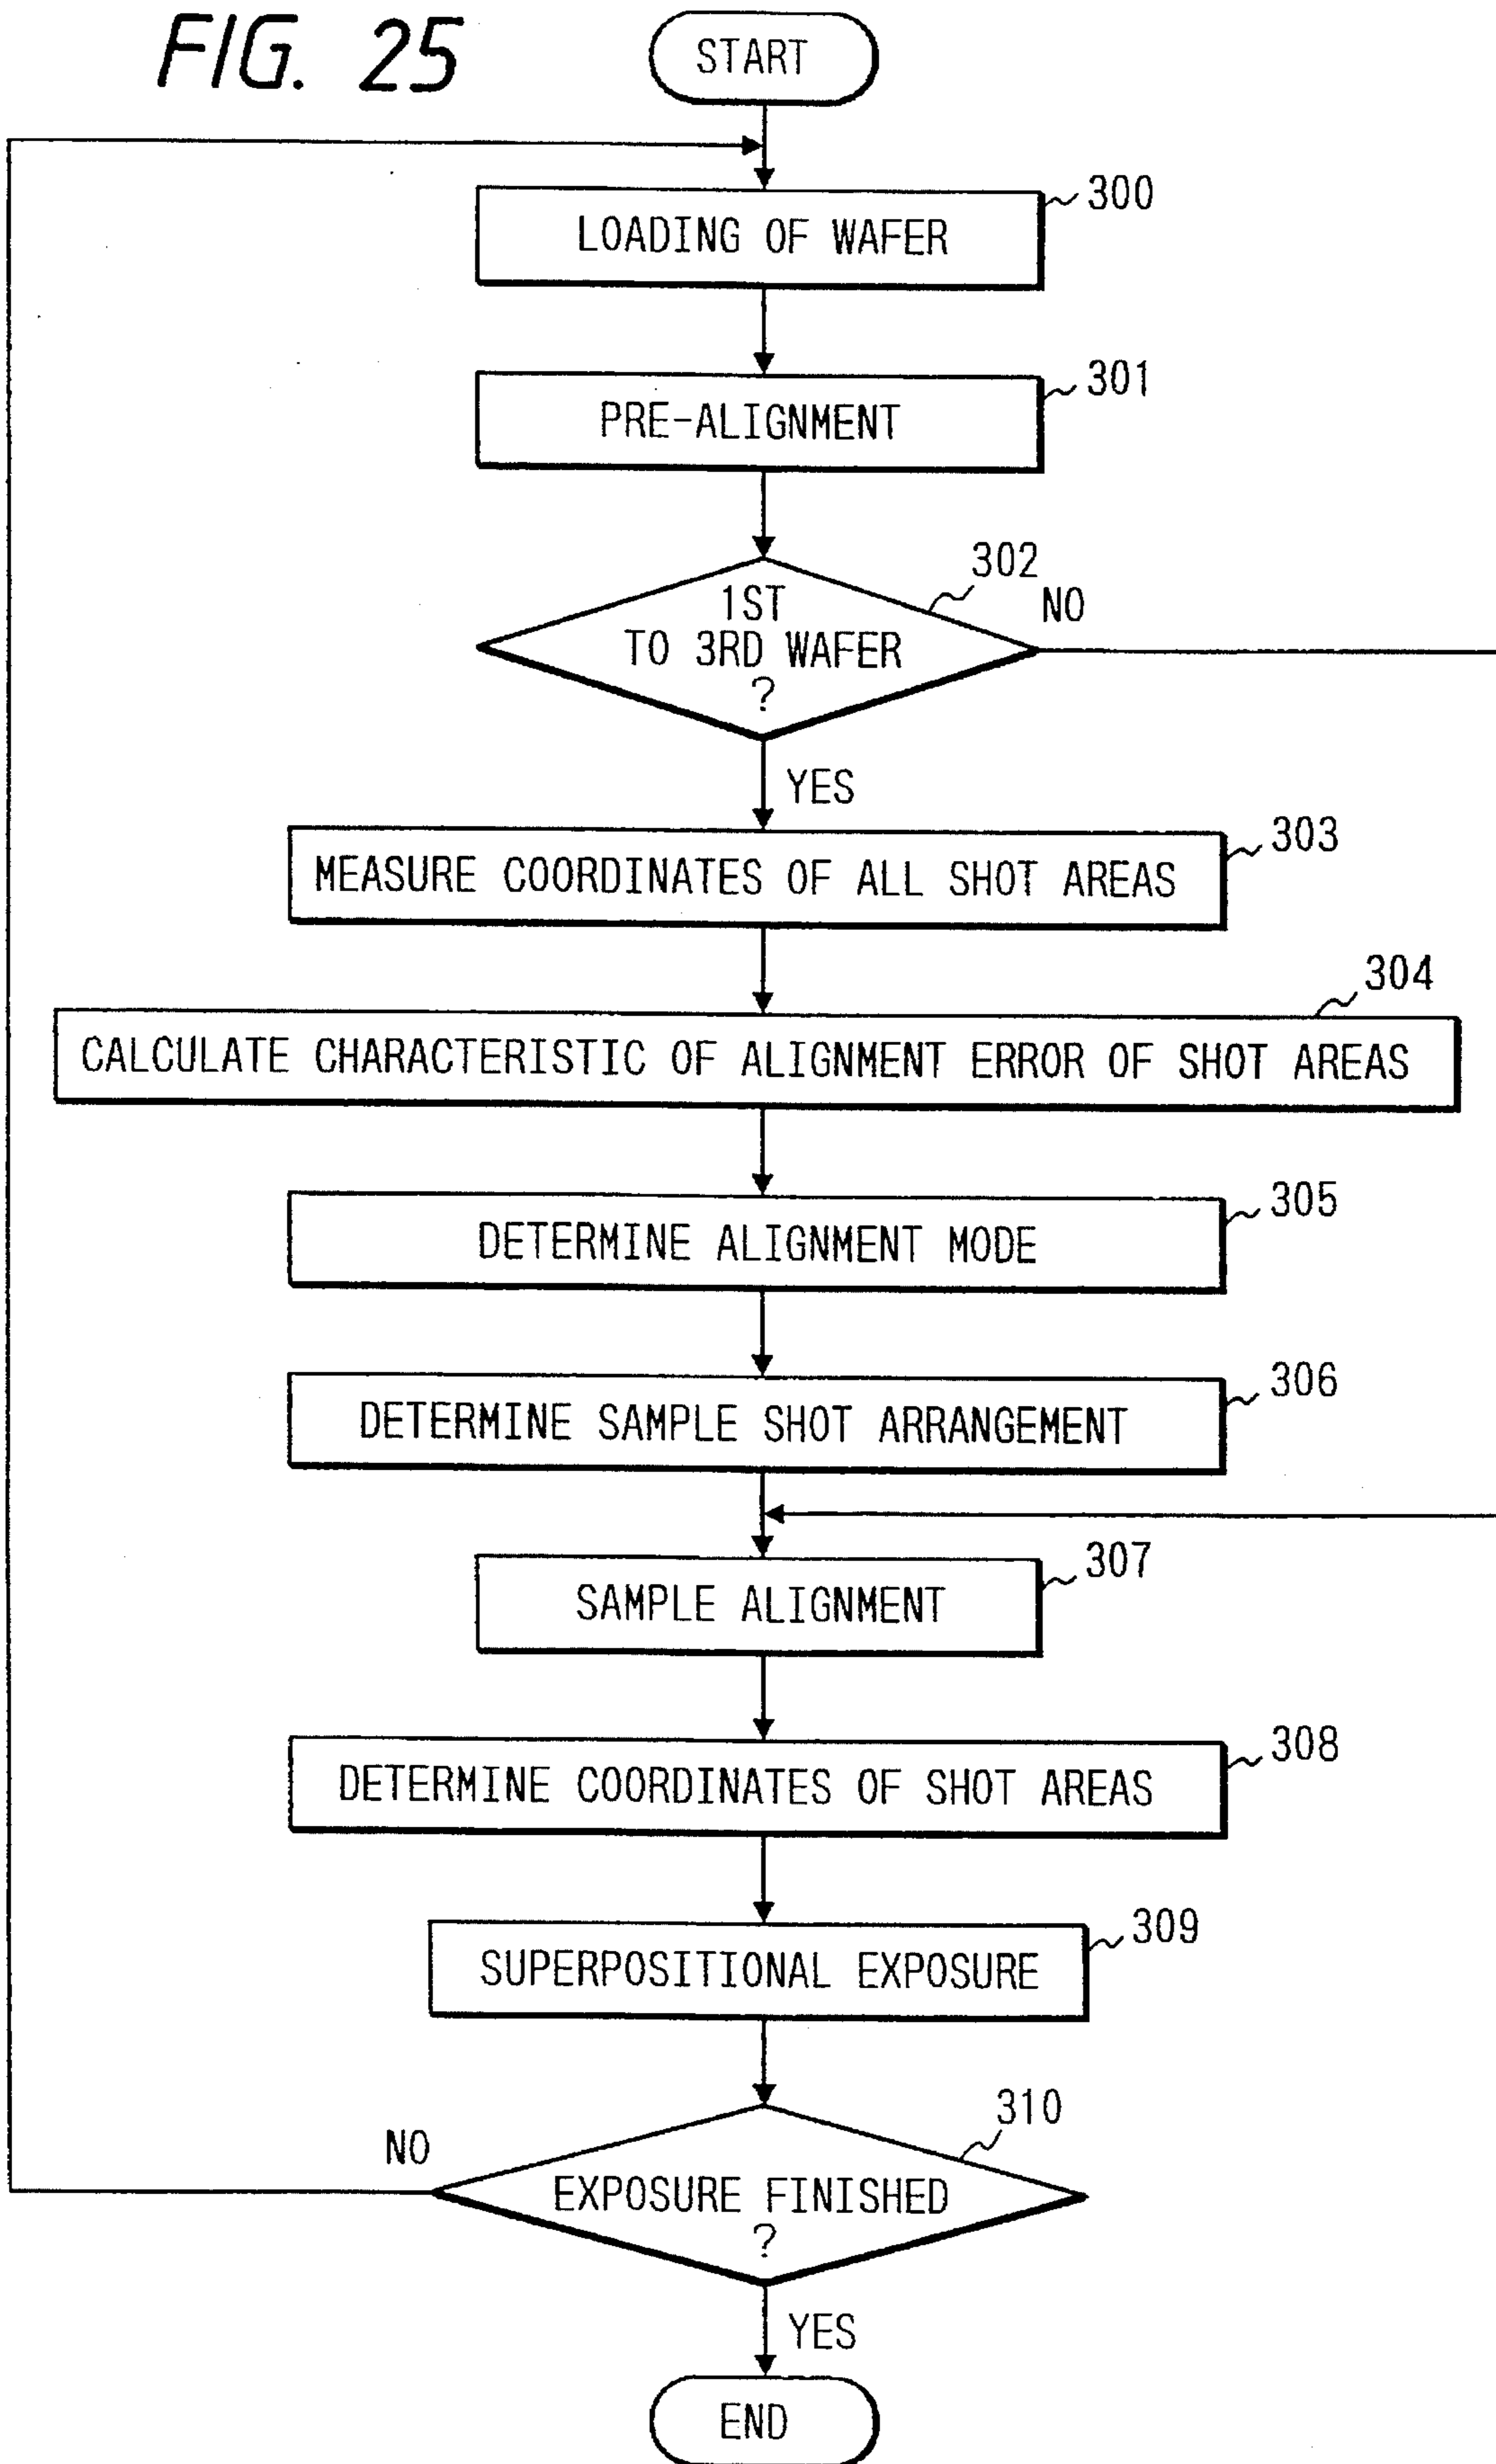 FIG. 25
START
LOADING OF WAFER
300
PRE-ALIGNMENT
301
1ST
TO 3RD WAFER
?
302
NO
YES
MEASURE COORDINATES OF ALL SHOT AREAS
303
CALCULATE CHARACTERISTIC OF ALIGNMENT ERROR OF SHOT AREAS
304
DETERMINE ALIGNMENT MODE
305
DETERMINE SAMPLE SHOT ARRANGEMENT
306
SAMPLE ALIGNMENT
307
DETERMINE COORDINATES OF SHOT AREAS
308
SUPERPOSITIONAL EXPOSURE
309
EXPOSURE FINISHED
?
310
NO
YES
END